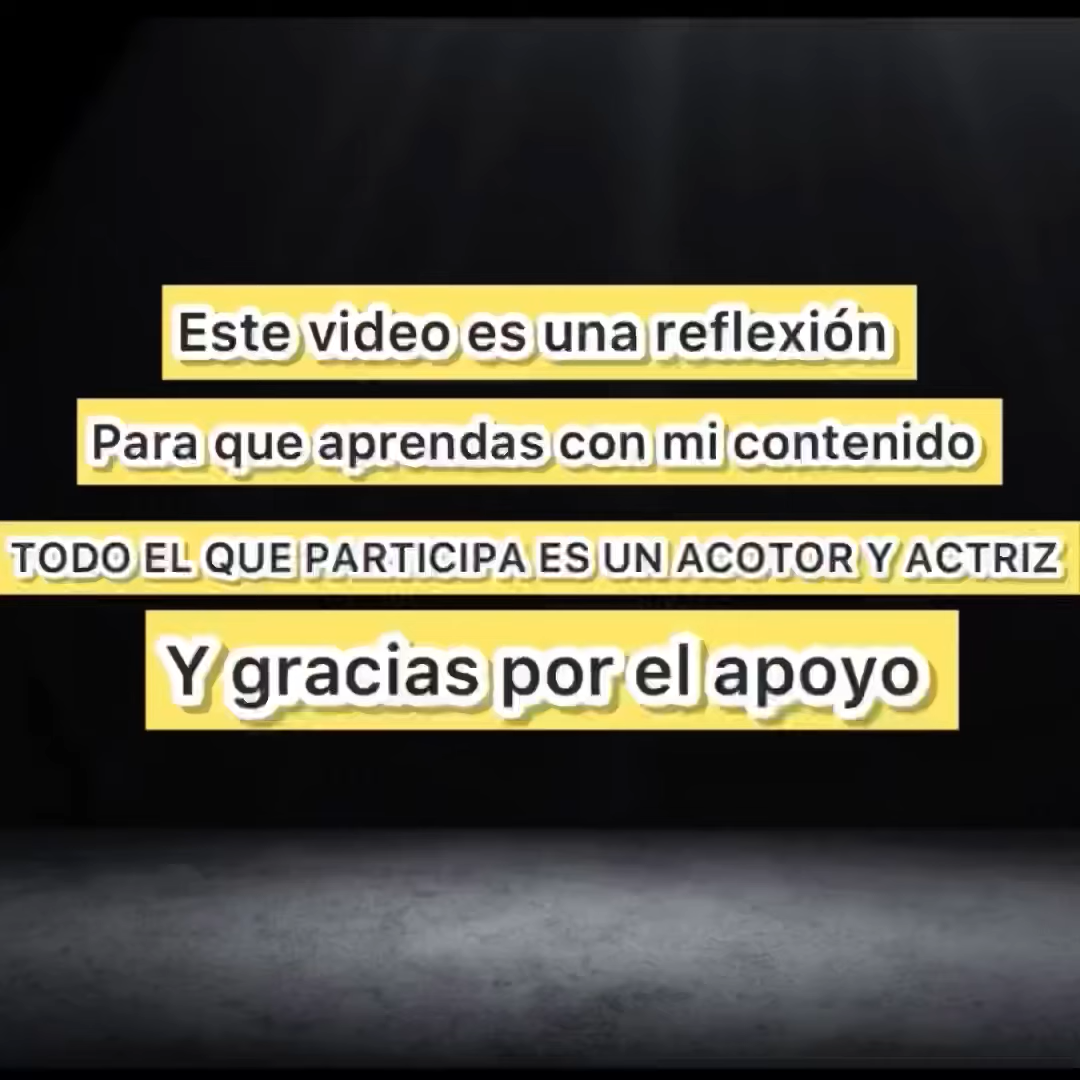 Este video es una reflexión
Para que aprendas con mi contenido
TODO EL QUE PARTICIPA ES UN ACOTOR Y ACTRIZ
Y gracias por el apoyo